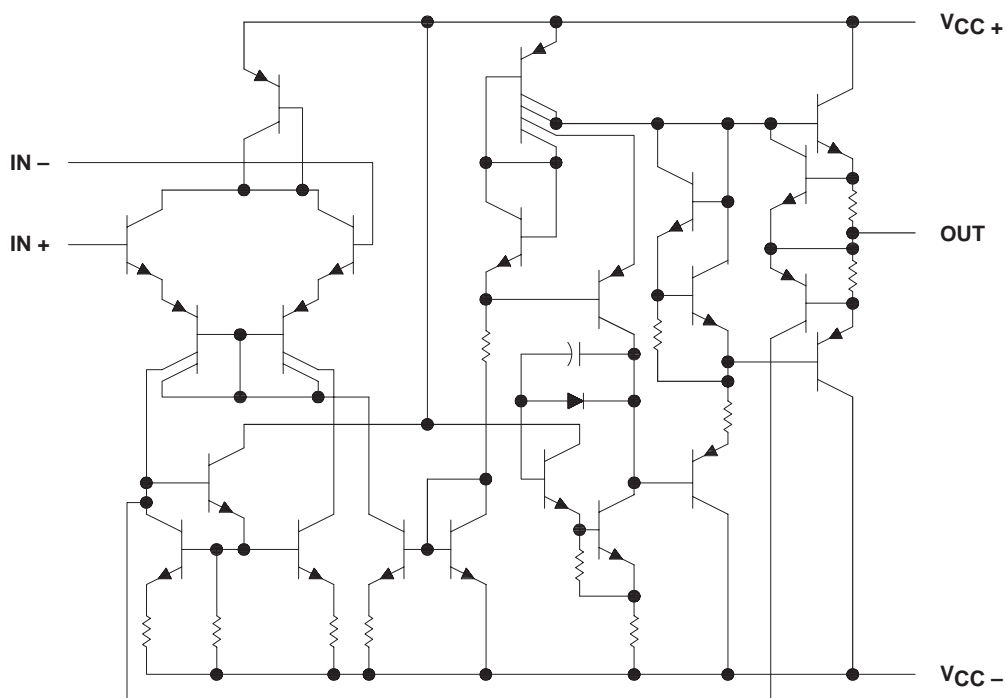 VCC +
IN –
IN +
OUT
VCC –